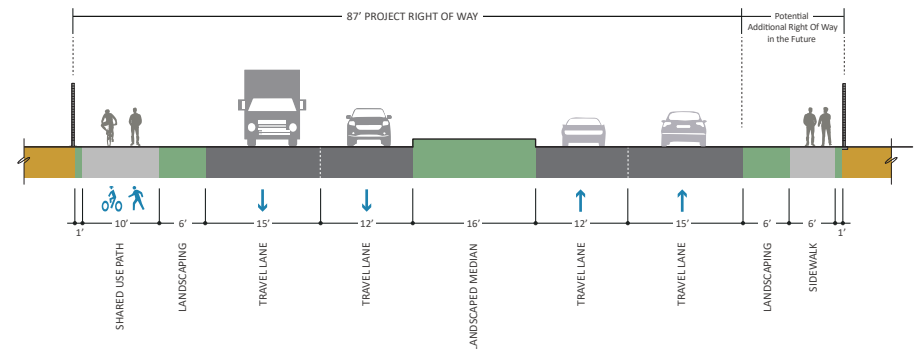 87' PROJECT RIGHT OF WAY
Potential
Additional Right Of Way
in the Future
1'
10'
6'
15'
12'
16'
12'
15'
6'
6'
1'
SHARED USE PATH
LANDSCAPING
TRAVEL LANE
TRAVEL LANE
LANDSCAPED MEDIAN
TRAVEL LANE
TRAVEL LANE
LANDSCAPING
SIDEWALK